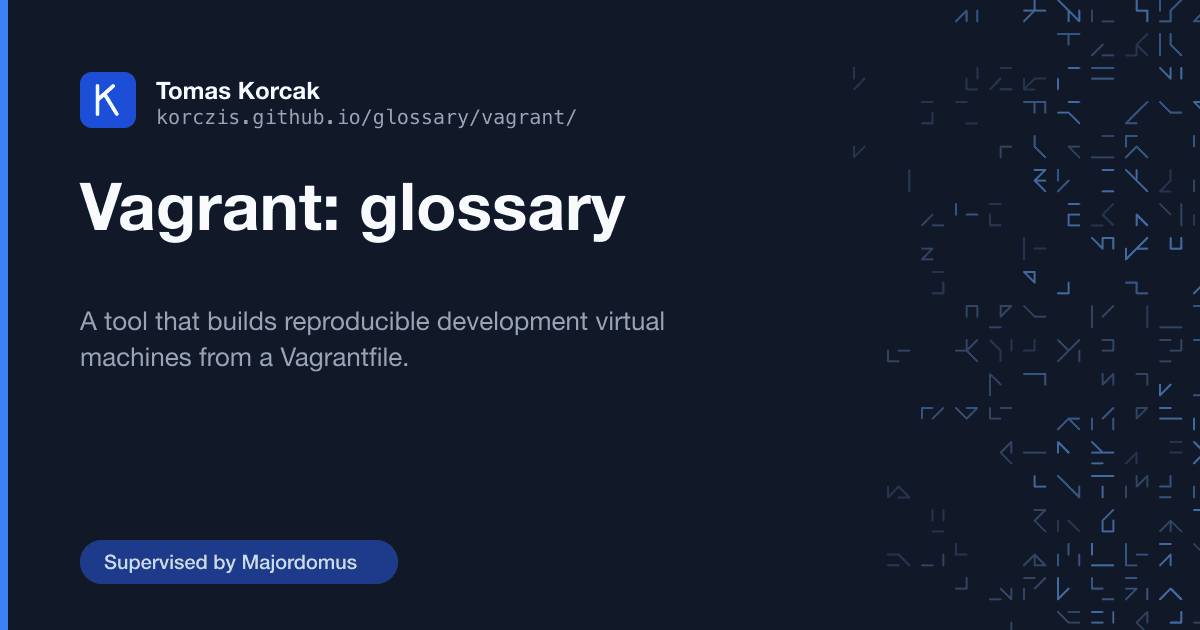 K
Tomas Korcak
korczis.github.io/glossary/vagrant/
Vagrant: glossary
A tool that builds reproducible development virtual
machines from a Vagrantfile.
Supervised by Majordomus